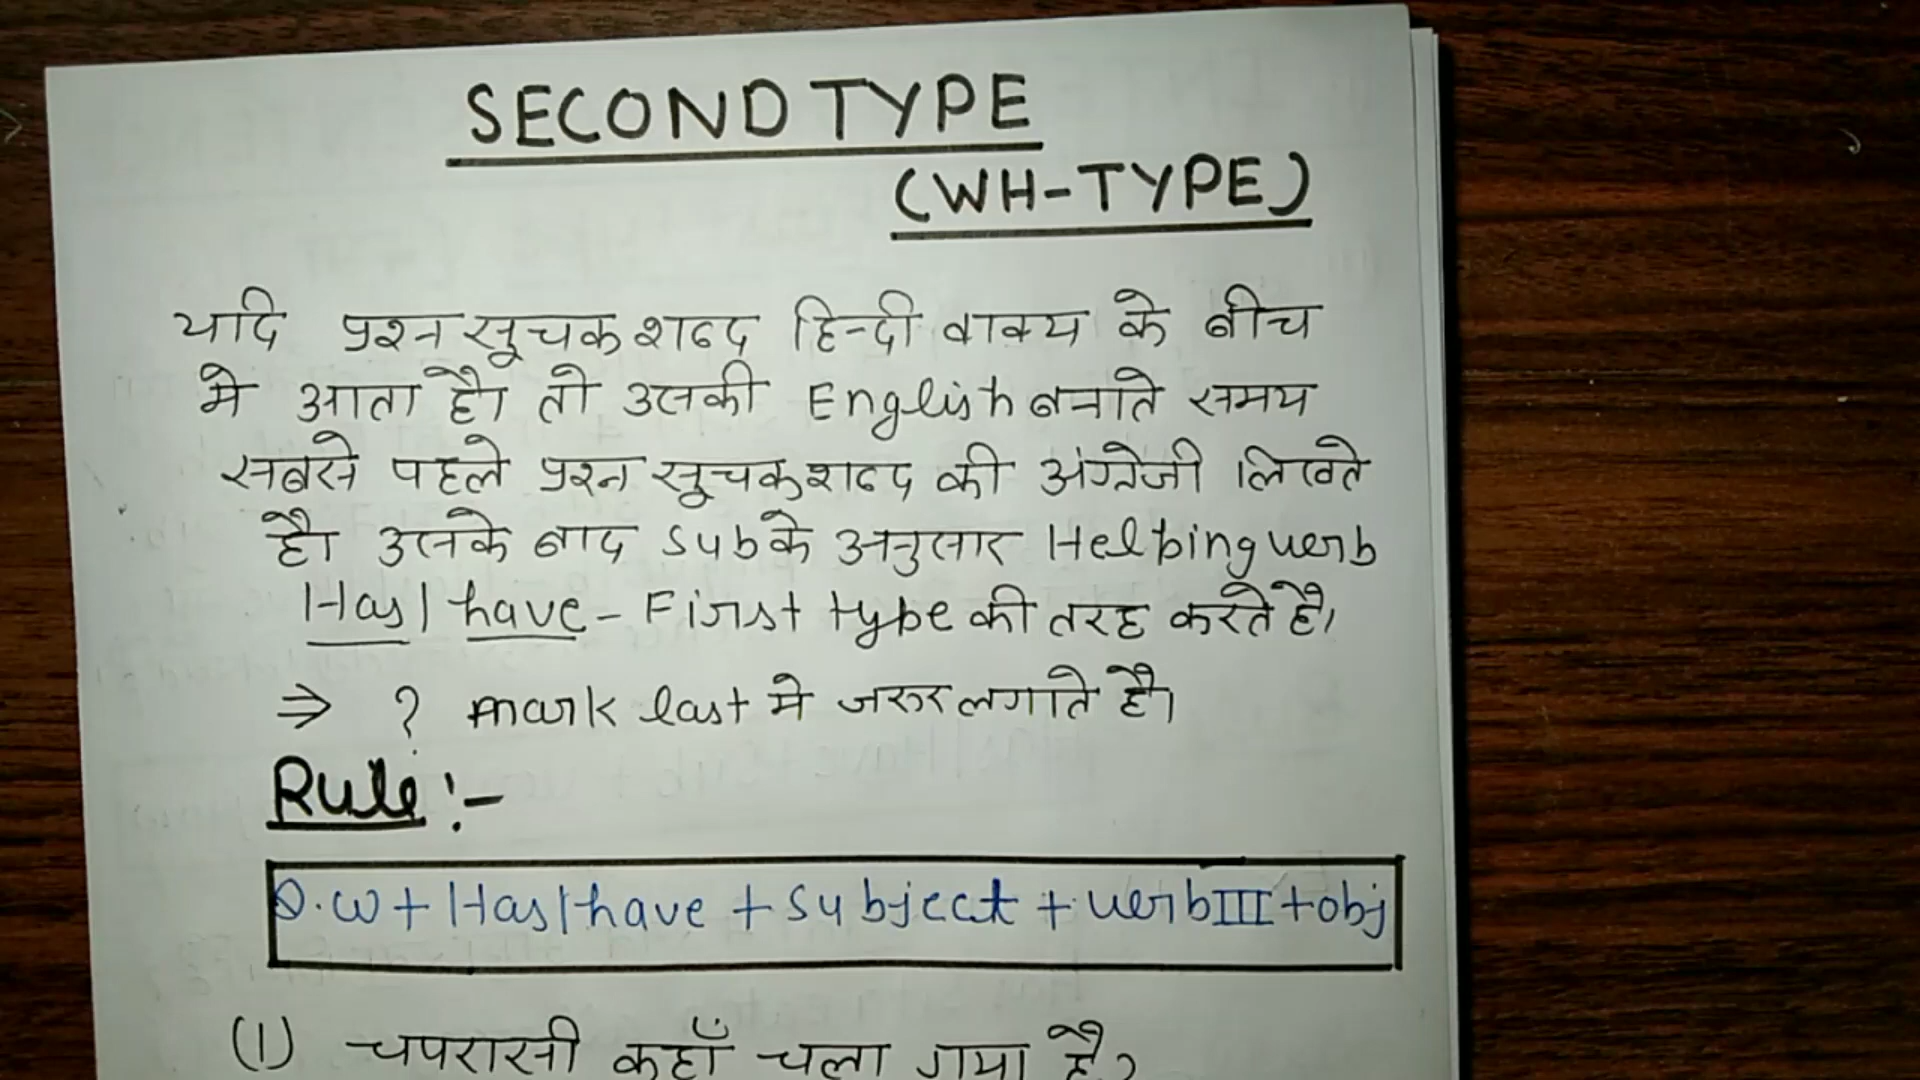 SECOND TYPE
(WH-TYPE)
यदि प्रश्न सूचक शब्द हिन्दी वाक्य के बीच
मे आता है। तो उसकी English बनाते समय
सबसे पहले प्रश्न सूचक शब्द की अंग्रेजी लिखते
है। उसके बाद Sub के अनुसार Helping verb
Has/have - First type की तरह करते है।
⇒ ? mark last मे जरुर लगाते है।
Rule :-
Q.w + Has/have + Subject + verb III + obj
(1) चपरासी कहाँ चला गया है?